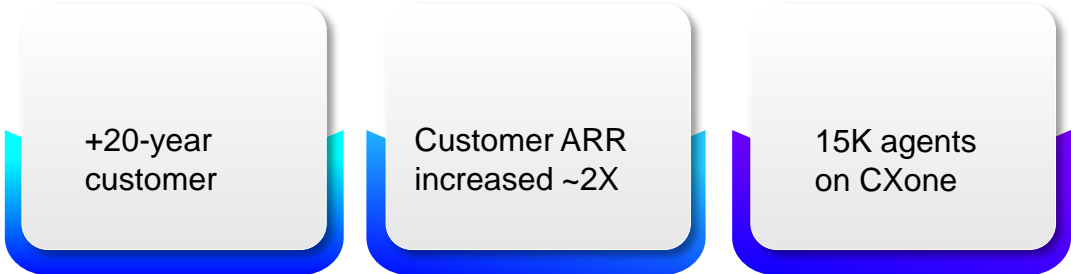 +20-year
customer
Customer ARR
increased ~2X
15K agents
on CXone